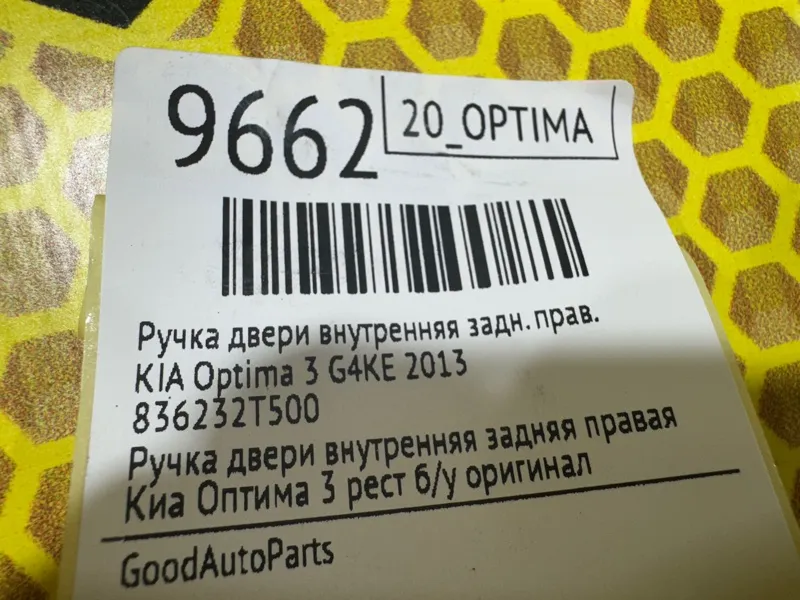 9662
20_OPTIMA
Ручка двери внутренняя задн. прав.
KIA Optima 3 G4KE 2013
836232T500
Ручка двери внутренняя задняя правая
Киа Оптима 3 рест б/у оригинал
GoodAutoParts